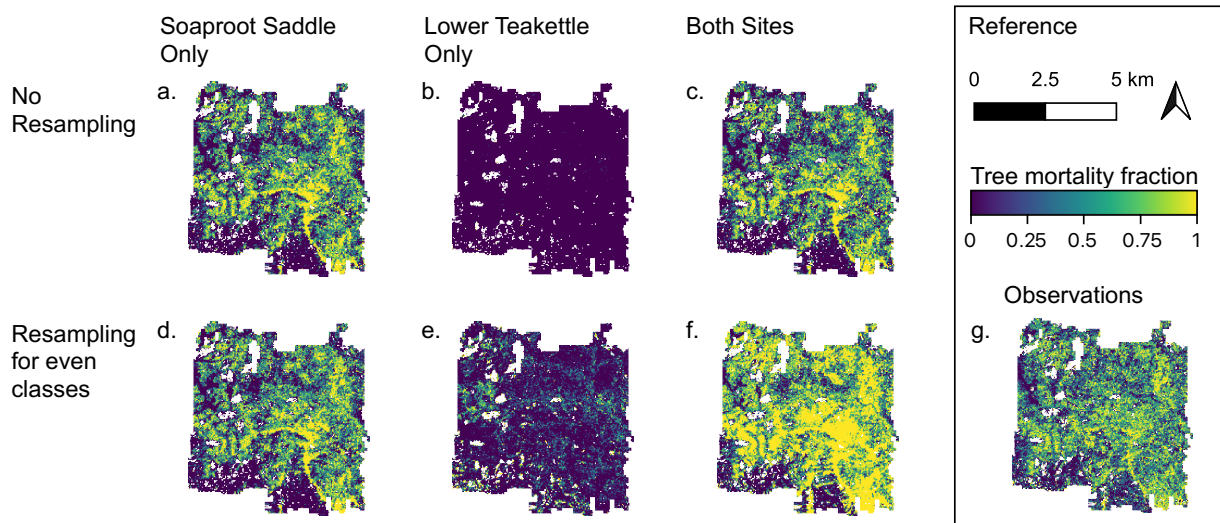 Soaproot Saddle
Only
Lower Teakettle
Only
Both Sites
Reference
No
Resampling
a.
b.
c.
0 2.5 5 km
Tree mortality fraction
0 0.25 0.5 0.75 1
Resampling
for even
classes
d.
e.
f.
Observations
g.